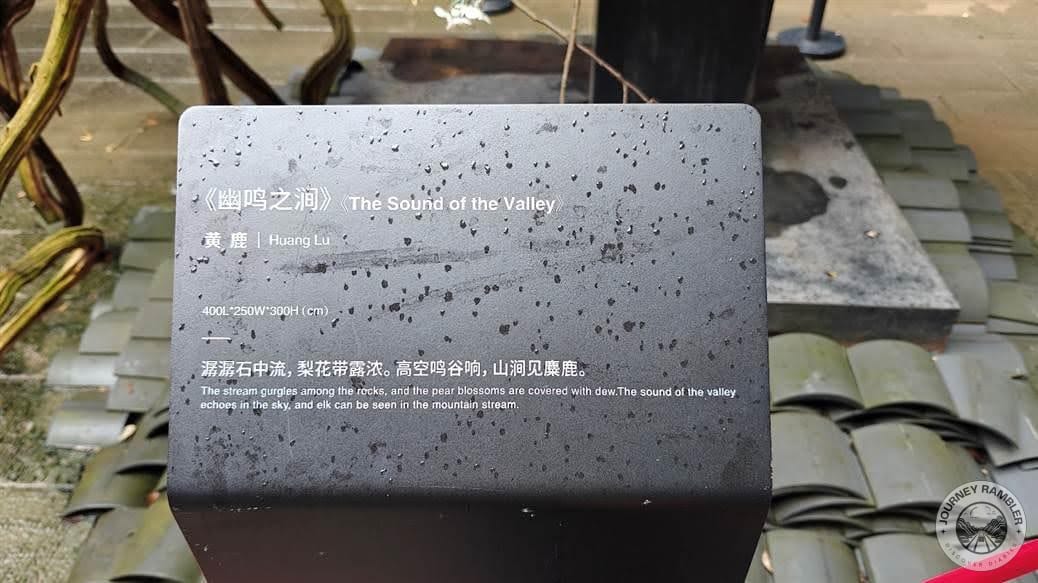 《幽鸣之涧》《The Sound of the Valley》
黄 鹿 | Huang Lu
400L*250W*300H(cm)
潺潺石中流，梨花带露浓。高空鸣谷响，山涧见麋鹿。
The stream gurgles among the rocks, and the pear blossoms are covered with dew.The sound of the valley
echoes in the sky, and elk can be seen in the mountain stream.
JOURNEY RAMBLER
DISCOVER DIARIES